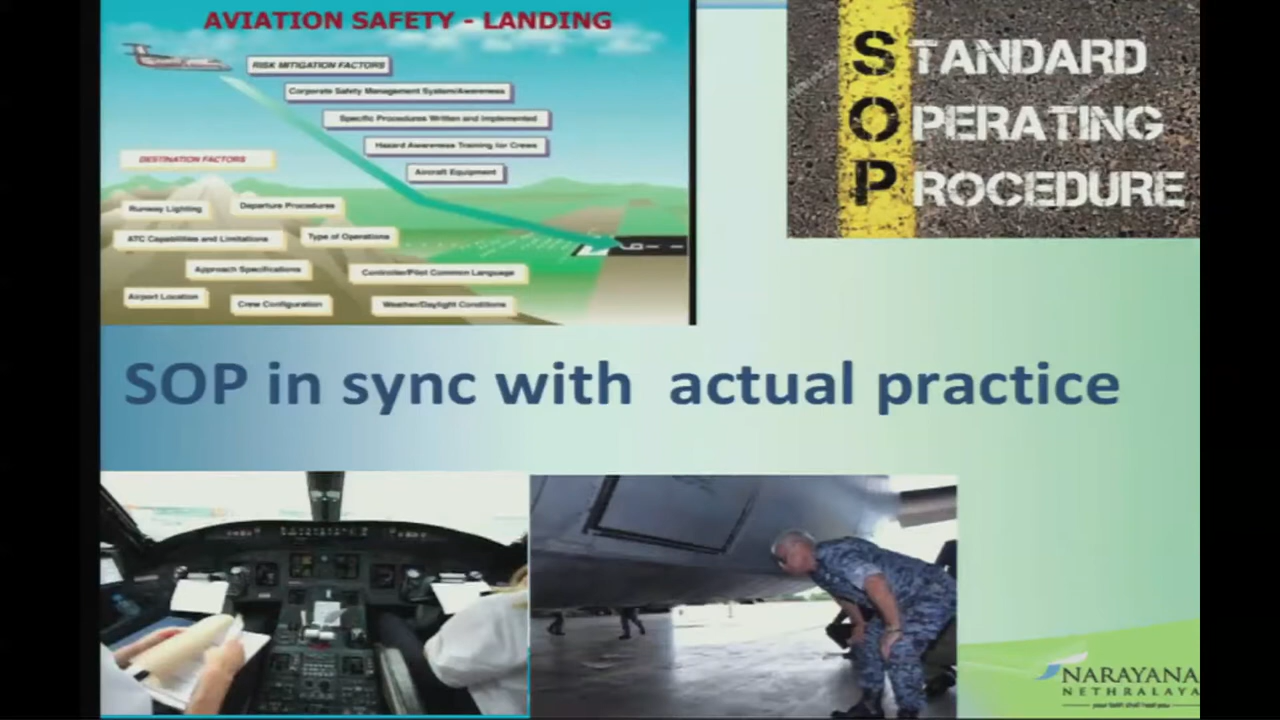 AVIATION SAFETY - LANDING
RISK MITIGATION FACTORS
Corporate Safety Management System/Awareness
Specific Procedures Written and Implemented
Hazard Awareness Training for Crews
Aircraft Equipment
DESTINATION FACTORS
Runway Lighting
Departure Procedures
ATC Capabilities and Limitations
Type of Operations
Approach Specifications
Controller/Pilot Common Language
Airport Location
Crew Configuration
Weather/Daylight Conditions
STANDARD
OPERATING
PROCEDURE
SOP in sync with actual practice
NARAYANA
NETHRALAYA